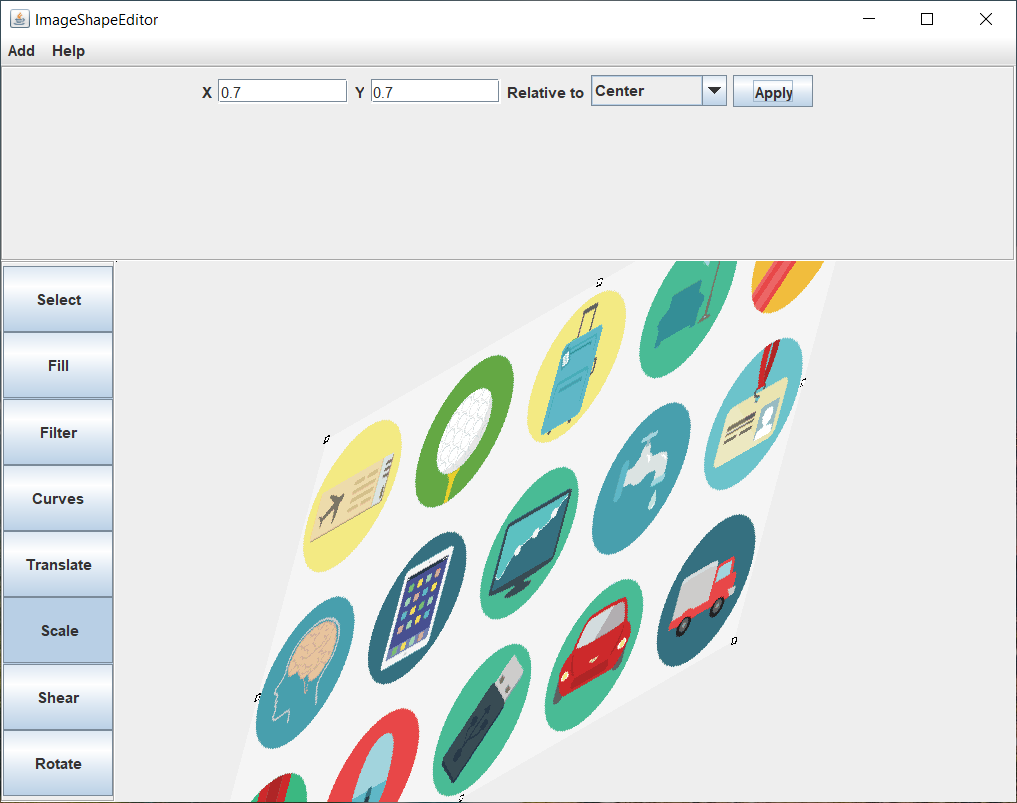 ImageShapeEditor
Add Help
X 0.7 Y 0.7 Relative to Center Apply
Select
Fill
Filter
Curves
Translate
Scale
Shear
Rotate